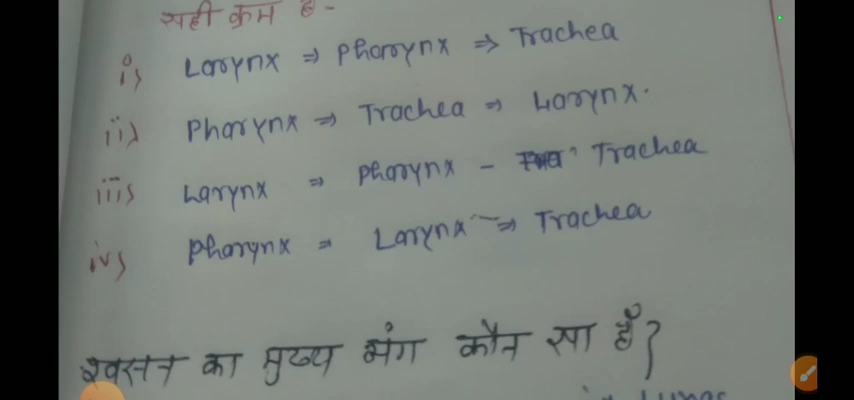 सही क्रम है -
i) Larynx ⇒ Pharynx ⇒ Trachea
ii) Pharynx ⇒ Trachea ⇒ Larynx.
iii) Larynx ⇒ Pharynx - Trachea
iv) Pharynx ⇒ Larynx ⇒ Trachea
श्वसन का मुख्य अंग कौन सा हैं?